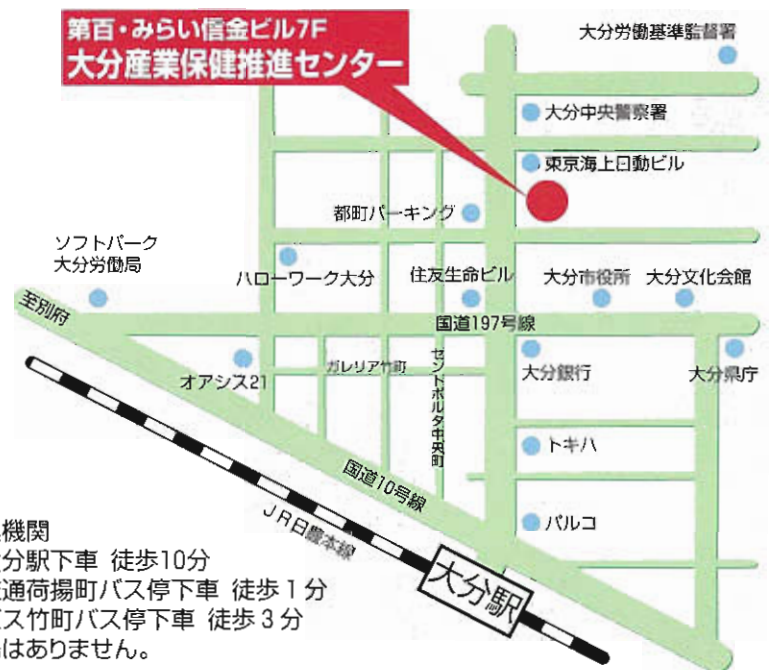 第百・みらい信金ビル7F
大分産業保健推進センター
大分労働基準監督署
大分中央警察署
東京海上日動ビル
都町パーキング
ソフトパーク
大分労働局
ハローワーク大分
住友生命ビル
大分市役所
大分文化会館
至別府
国道197号線
オアシス21
ガレリア竹町
セントポルタ中央町
大分銀行
大分県庁
国道10号線
トキハ
JR日豊本線
パルコ
大分駅
機関
分駅下車 徒歩10分
通荷揚町バス停下車 徒歩1分
ス竹町バス停下車 徒歩3分
はありません。